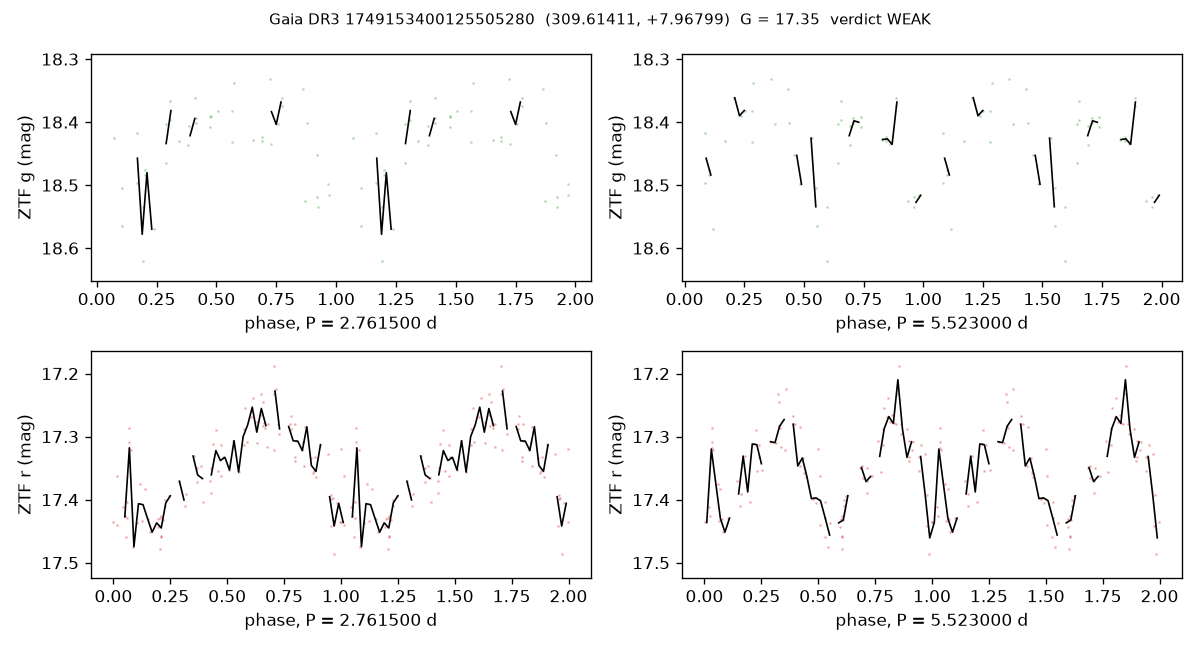 Gaia DR3 1749153400125505280  (309.61411, +7.96799)  G = 17.35  verdict WEAK
ZTF g (mag)
18.3
18.4
18.5
18.6
0.00 0.25 0.50 0.75 1.00 1.25 1.50 1.75 2.00
phase, P = 2.761500 d
ZTF g (mag)
18.3
18.4
18.5
18.6
0.00 0.25 0.50 0.75 1.00 1.25 1.50 1.75 2.00
phase, P = 5.523000 d
ZTF r (mag)
17.2
17.3
17.4
17.5
0.00 0.25 0.50 0.75 1.00 1.25 1.50 1.75 2.00
phase, P = 2.761500 d
ZTF r (mag)
17.2
17.3
17.4
17.5
0.00 0.25 0.50 0.75 1.00 1.25 1.50 1.75 2.00
phase, P = 5.523000 d